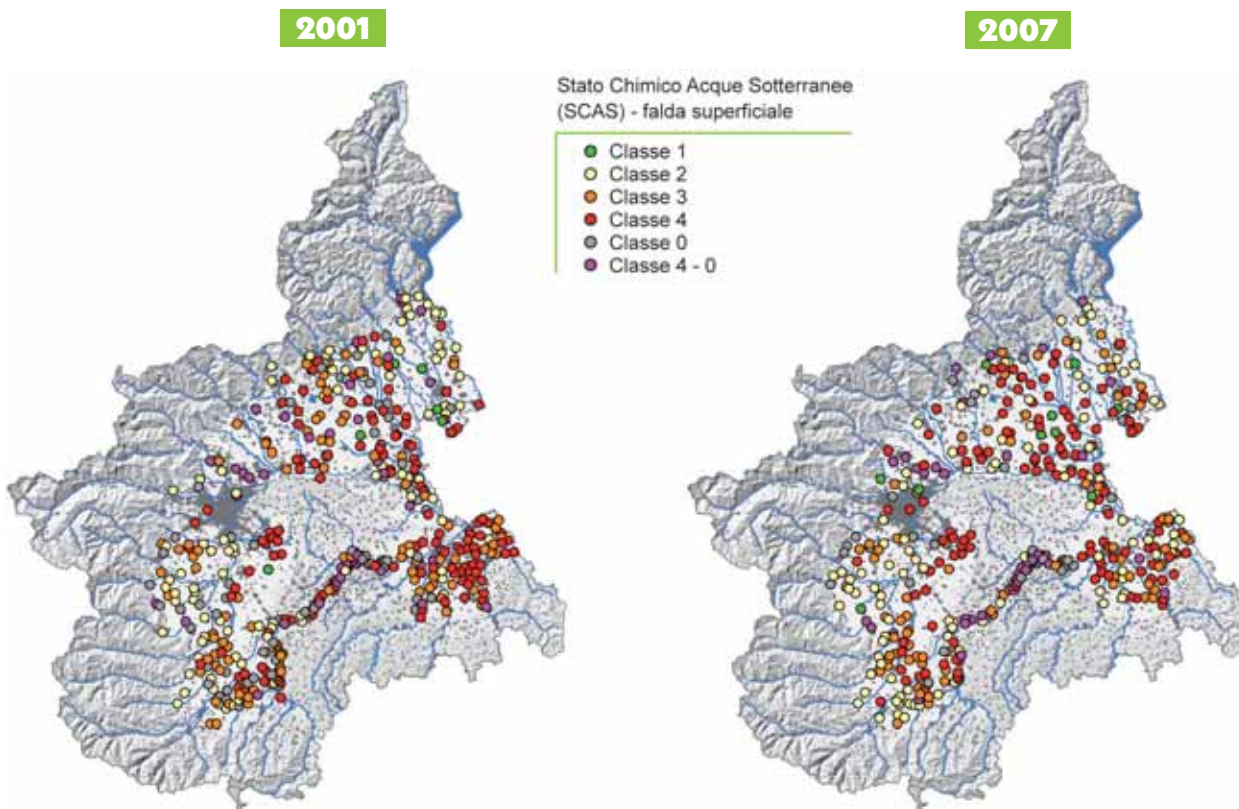 2001
2007
Stato Chimico Acque Sotterranee
(SCAS) - falda superficiale
Classe 1
Classe 2
Classe 3
Classe 4
Classe 0
Classe 4 - 0